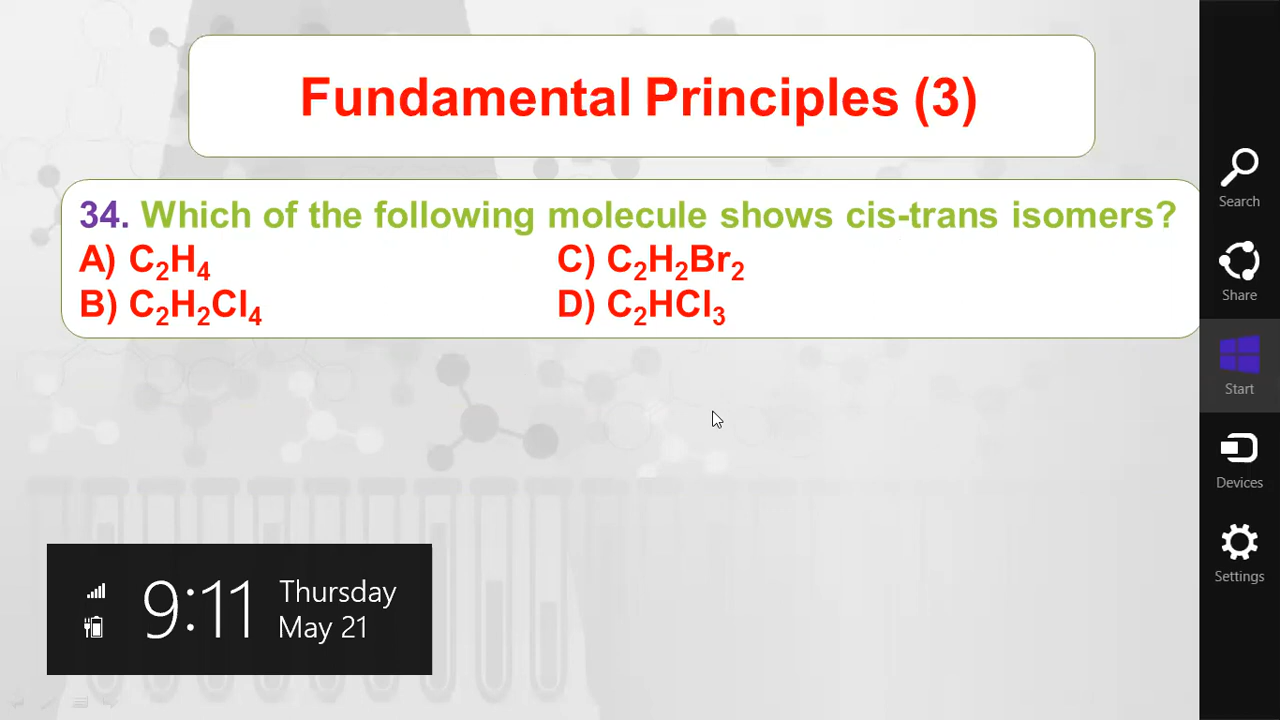 Fundamental Principles (3)
34. Which of the following molecule shows cis-trans isomers?
A) C₂H₄ C) C₂H₂Br₂
B) C₂H₂Cl₄ D) C₂HCl₃
Search
Share
Start
Devices
Settings
9:11 Thursday
May 21